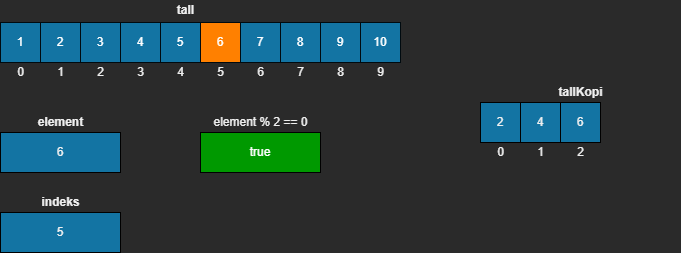 tall
1 2 3 4 5 6 7 8 9 10
0 1 2 3 4 5 6 7 8 9
tallKopi
2 4 6
0 1 2
element
6
element % 2 == 0
true
indeks
5